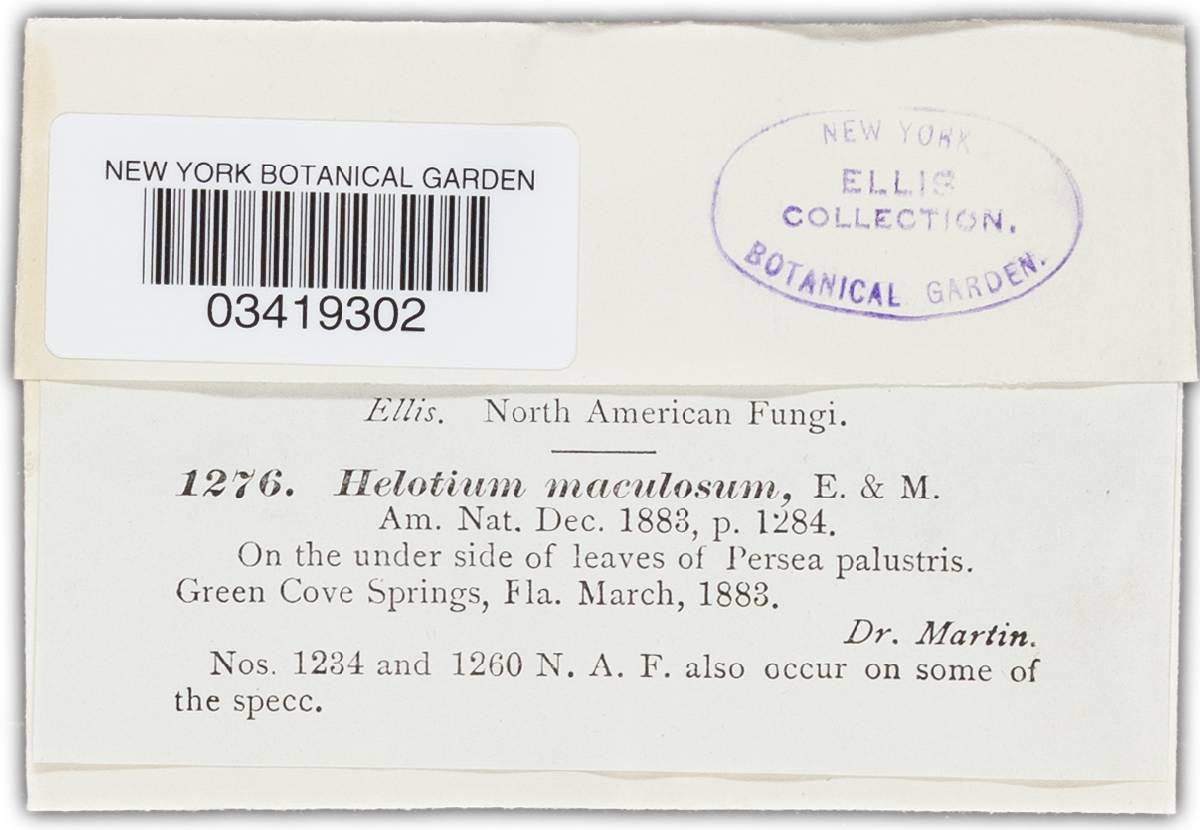 NEW YORK BOTANICAL GARDEN
03419302
NEW YORK
ELLIS
COLLECTION.
BOTANICAL GARDEN.
Ellis. North American Fungi.
1276. Helotium maculosum, E. & M.
Am. Nat. Dec. 1883, p. 1284.
On the under side of leaves of Persea palustris.
Green Cove Springs, Fla. March, 1883.
Dr. Martin.
Nos. 1234 and 1260 N. A. F. also occur on some of
the specc.